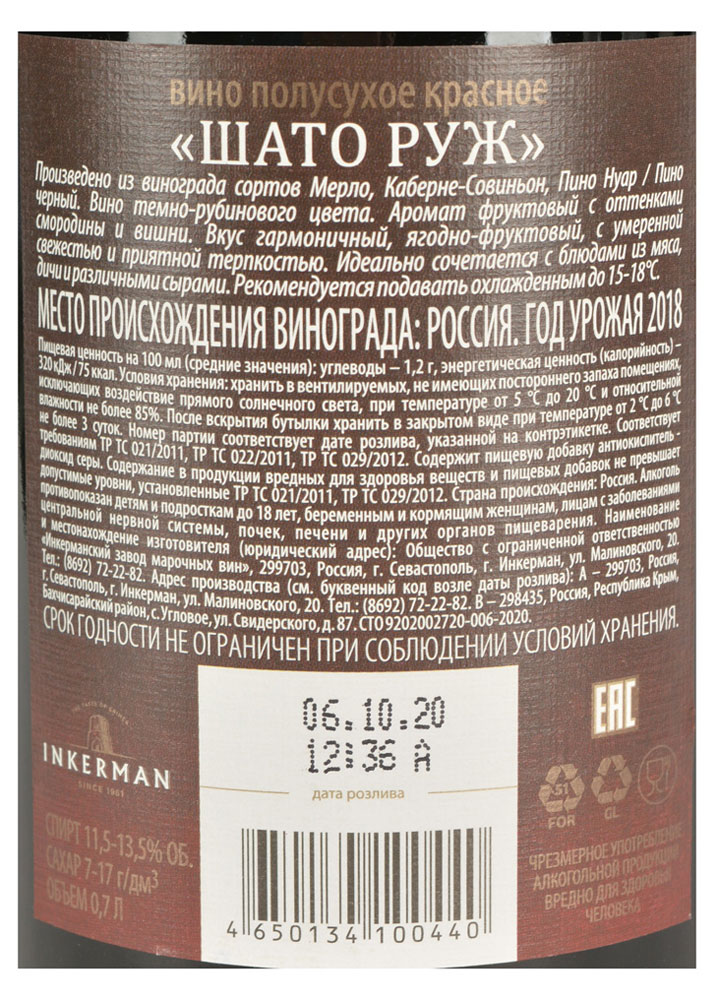 вино полусухое красное
«ШАТО РУЖ»
Произведено из винограда сортов Мерло, Каберне-Совиньон, Пино Нуар / Пино
черный. Вино темно-рубинового цвета. Аромат фруктовый с оттенками
смородины и вишни. Вкус гармоничный, ягодно-фруктовый, с умеренной
свежестью и приятной терпкостью. Идеально сочетается с блюдами из мяса,
дичи и различными сырами. Рекомендуется подавать охлажденным до 15-18°С.
МЕСТО ПРОИСХОЖДЕНИЯ ВИНОГРАДА: РОССИЯ. ГОД УРОЖАЯ 2018
Пищевая ценность на 100 мл (средние значения): углеводы – 1,2 г, энергетическая ценность (калорийность) –
320 кДж / 75 ккал. Условия хранения: хранить в вентилируемых, не имеющих постороннего запаха помещениях,
исключающих воздействие прямого солнечного света, при температуре от 5 °С до 20 °С и относительной
влажности не более 85%. После вскрытия бутылки хранить в закрытом виде при температуре от 2 °С до 6 °С
не более 3 суток. Номер партии соответствует дате розлива, указанной на контрэтикетке. Соответствует
требованиям ТР ТС 021/2011, ТР ТС 022/2011, ТР ТС 029/2012. Содержит пищевую добавку антиокислитель -
диоксид серы. Содержание в продукции вредных для здоровья веществ и пищевых добавок не превышает
допустимые уровни, установленные ТР ТС 021/2011, ТР ТС 029/2012. Страна происхождения: Россия. Алкоголь
противопоказан детям и подросткам до 18 лет, беременным и кормящим женщинам, лицам с заболеваниями
центральной нервной системы, почек, печени и других органов пищеварения. Наименование
и местонахождение изготовителя (юридический адрес): Общество с ограниченной ответственностью
«Инкерманский завод марочных вин», 299703, Россия, г. Севастополь, г. Инкерман, ул. Малиновского, 20.
Тел.: (8692) 72-22-82. Адрес производства (см. буквенный код возле даты розлива): А – 299703, Россия,
г. Севастополь, г. Инкерман, ул. Малиновского, 20. Тел.: (8692) 72-22-82. В – 298435, Россия, Республика Крым,
Бахчисарайский район, с. Угловое, ул. Свидерского, д. 87. СТО 9202002720-006-2020.
СРОК ГОДНОСТИ НЕ ОГРАНИЧЕН ПРИ СОБЛЮДЕНИИ УСЛОВИЙ ХРАНЕНИЯ.
06.10.20
12:36 А
дата розлива
THE TASTE OF CRIMEA
INKERMAN
SINCE 1961
EAC
51
FOR
GL
СПИРТ 11,5-13,5% ОБ.
САХАР 7-17 г/дм³
ОБЪЕМ 0,7 Л
ЧРЕЗМЕРНОЕ УПОТРЕБЛЕНИЕ
АЛКОГОЛЬНОЙ ПРОДУКЦИИ
ВРЕДНО ДЛЯ ЗДОРОВЬЯ
ЧЕЛОВЕКА
4 650134 100440